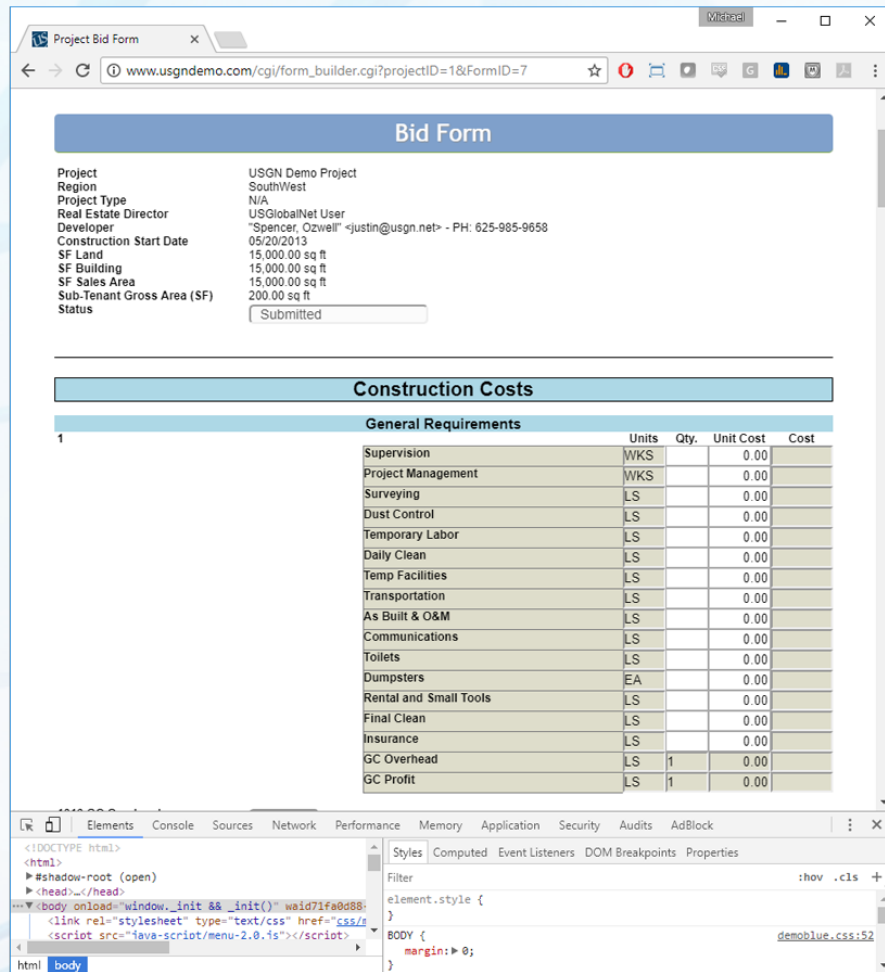 Michael
Project Bid Form
www.usgndemo.com/cgi/form_builder.cgi?projectID=1&FormID=7
Bid Form
Project USGN Demo Project
Region SouthWest
Project Type N/A
Real Estate Director USGlobalNet User
Developer "Spencer, Ozwell" <justin@usgn.net> - PH: 625-985-9658
Construction Start Date 05/20/2013
SF Land 15,000.00 sq ft
SF Building 15,000.00 sq ft
SF Sales Area 15,000.00 sq ft
Sub-Tenant Gross Area (SF) 200.00 sq ft
Status Submitted
Construction Costs
General Requirements
1 Units Qty. Unit Cost Cost
Supervision WKS 0.00
Project Management WKS 0.00
Surveying LS 0.00
Dust Control LS 0.00
Temporary Labor LS 0.00
Daily Clean LS 0.00
Temp Facilities LS 0.00
Transportation LS 0.00
As Built & O&M LS 0.00
Communications LS 0.00
Toilets LS 0.00
Dumpsters EA 0.00
Rental and Small Tools LS 0.00
Final Clean LS 0.00
Insurance LS 0.00
GC Overhead LS 1 0.00
GC Profit LS 1 0.00
Elements Console Sources Network Performance Memory Application Security Audits AdBlock
<!DOCTYPE html>
<html>
#shadow-root (open)
<head>…</head>
<body onload="window._init && _init()" waid71fa0d88-
<link rel="stylesheet" type="text/css" href="css/m
<script src="java-script/menu-2.0.js"></script>
html body
Styles Computed Event Listeners DOM Breakpoints Properties
Filter :hov .cls +
element.style {
}
BODY { demoblue.css:52
margin: 0;
}